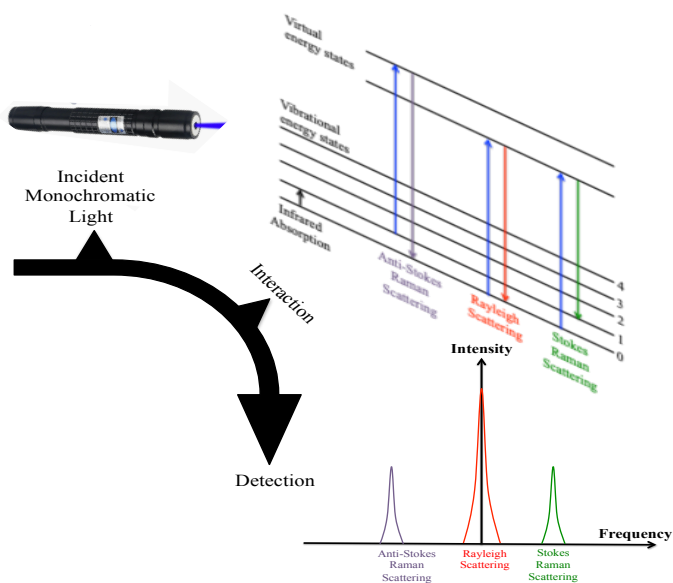 Virtual
energy states
Vibrational
energy states
Infrared
Absorption
Incident
Monochromatic
Light
Interaction
Detection
Anti-Stokes
Raman
Scattering
Rayleigh
Scattering
Stokes
Raman
Scattering
4
3
2
1
0
Intensity
Frequency
Anti-Stokes
Raman
Scattering
Rayleigh
Scattering
Stokes
Raman
Scattering